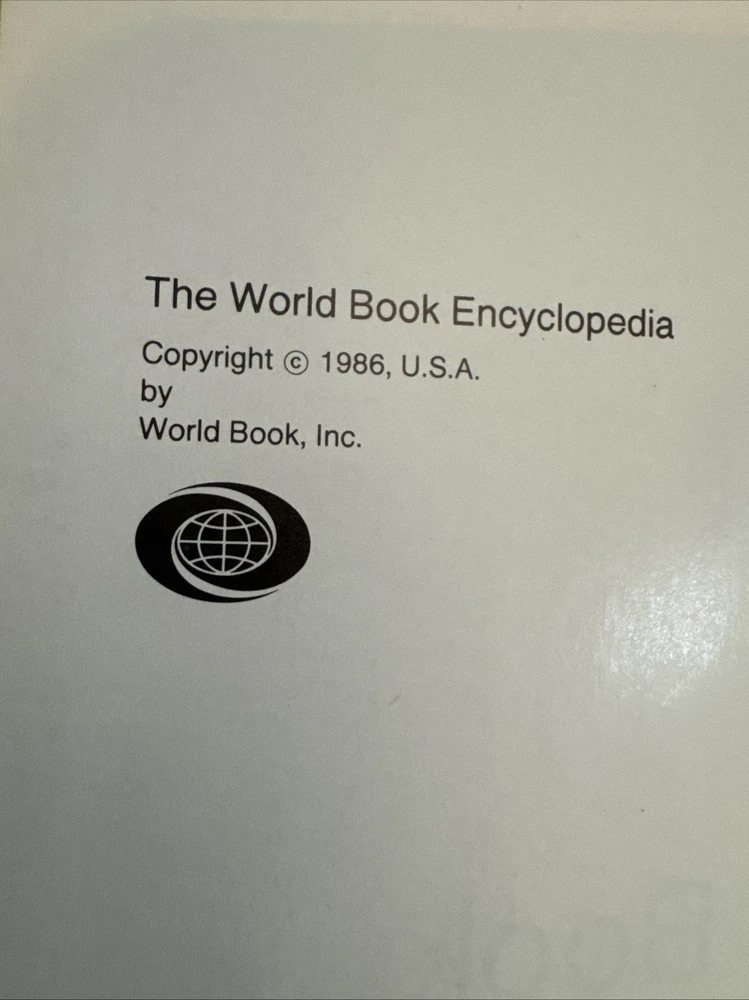 The World Book Encyclopedia
Copyright © 1986, U.S.A.
by
World Book, Inc.